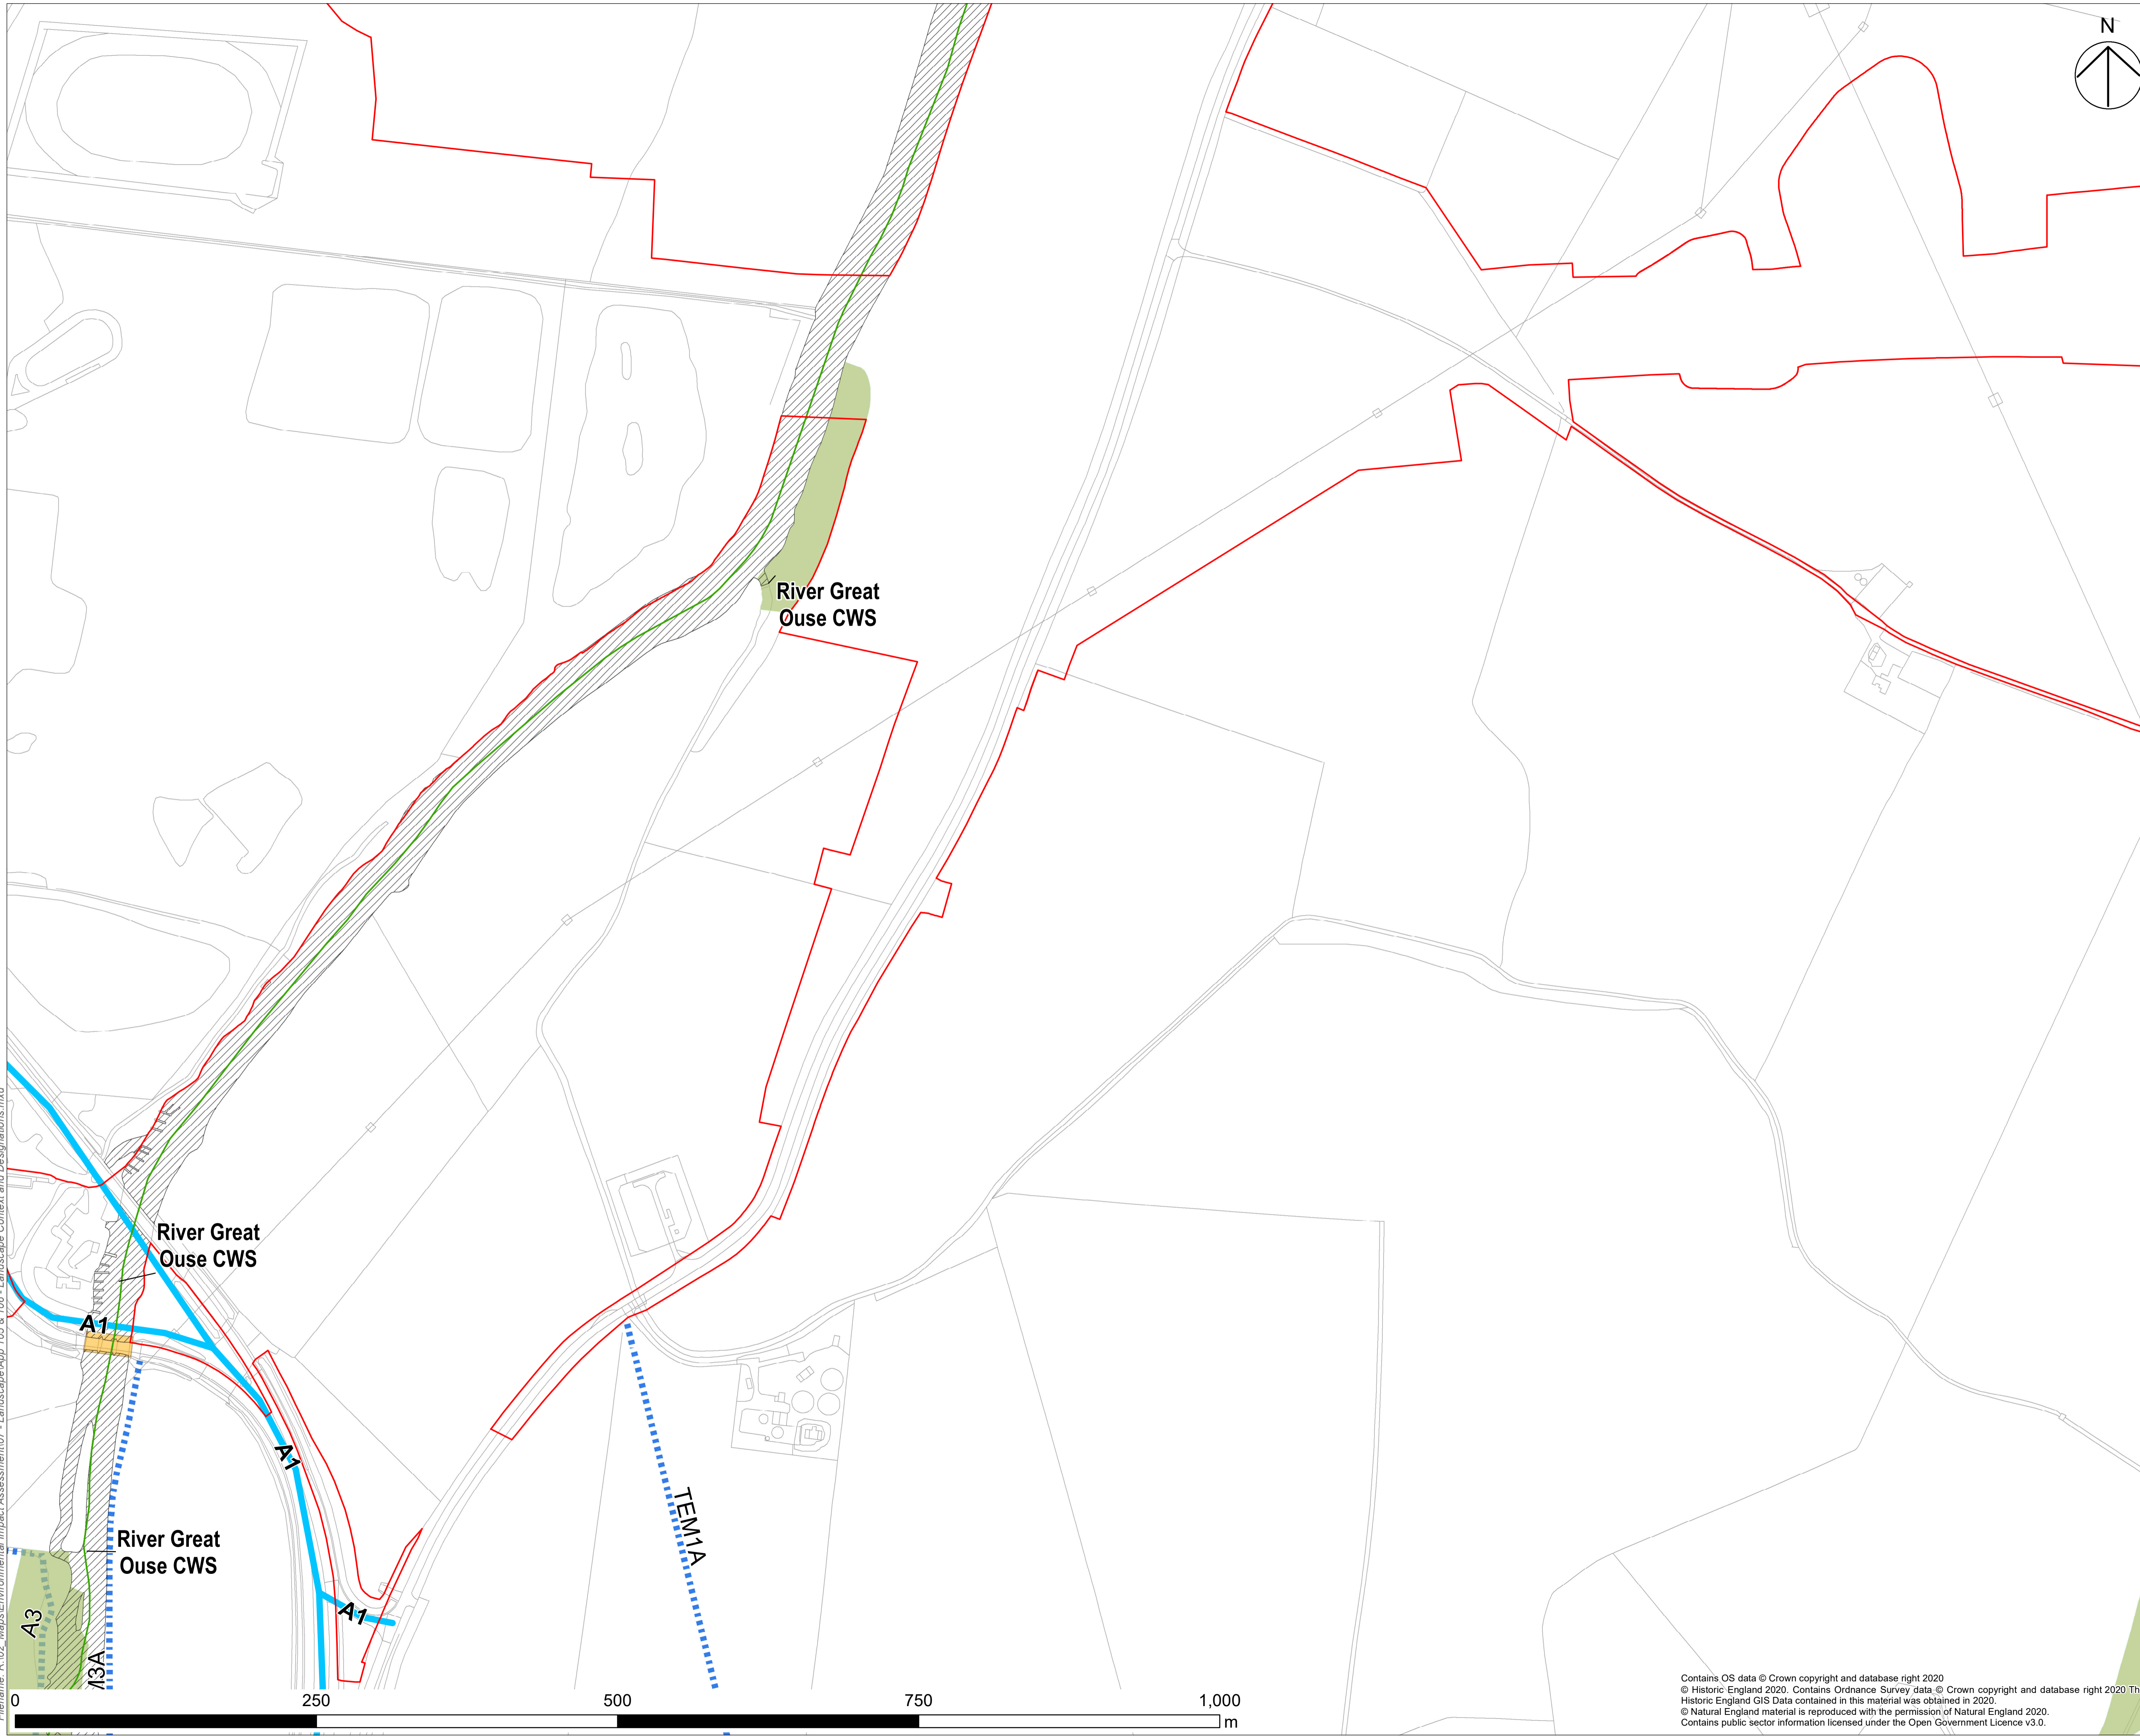 N
River Great
Ouse CWS
River Great
Ouse CWS
A1
A1
River Great
Ouse CWS
TEM1A
A3
A1
M3A
0 250 500 750 1,000
m
Contains OS data © Crown copyright and database right 2020
© Historic England 2020. Contains Ordnance Survey data © Crown copyright and database right 2020 Th
Historic England GIS Data contained in this material was obtained in 2020.
© Natural England material is reproduced with the permission of Natural England 2020.
Contains public sector information licensed under the Open Government Licence v3.0.